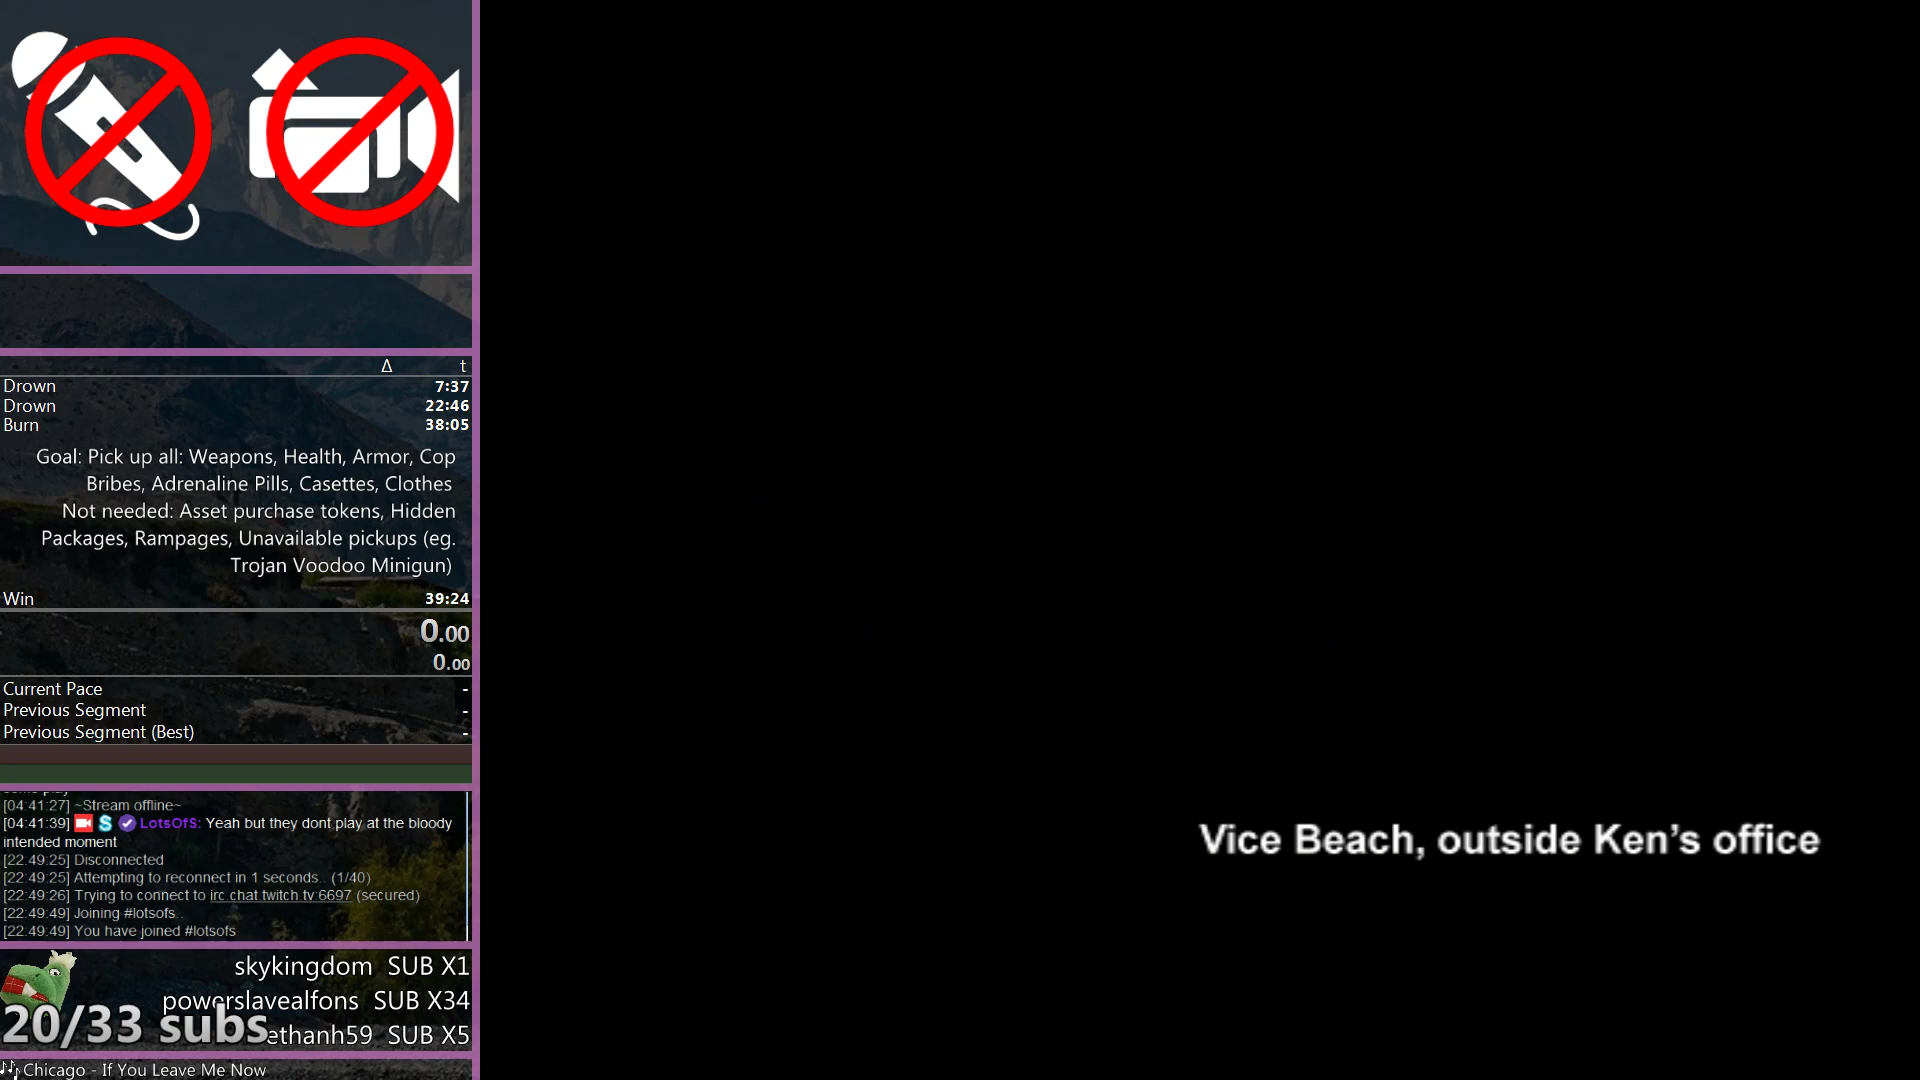 Δ t
Drown 7:37
Drown 22:46
Burn 38:05
Goal: Pick up all: Weapons, Health, Armor, Cop
Bribes, Adrenaline Pills, Casettes, Clothes
Not needed: Asset purchase tokens, Hidden
Packages, Rampages, Unavailable pickups (eg.
Trojan Voodoo Minigun)
Win 39:24
0.00
0.00
Current Pace -
Previous Segment -
Previous Segment (Best) -
[04:41:27] ~Stream offline~
[04:41:39] LotsOfS: Yeah but they dont play at the bloody
intended moment
[22:49:25] Disconnected
[22:49:25] Attempting to reconnect in 1 seconds.. (1/40)
[22:49:26] Trying to connect to irc.chat.twitch.tv:6697 (secured)
[22:49:49] Joining #lotsofs..
[22:49:49] You have joined #lotsofs
skykingdom SUB X1
powerslavealfons SUB X34
20/33 subs
ethanh59 SUB X5
Chicago - If You Leave Me Now
Vice Beach, outside Ken's office